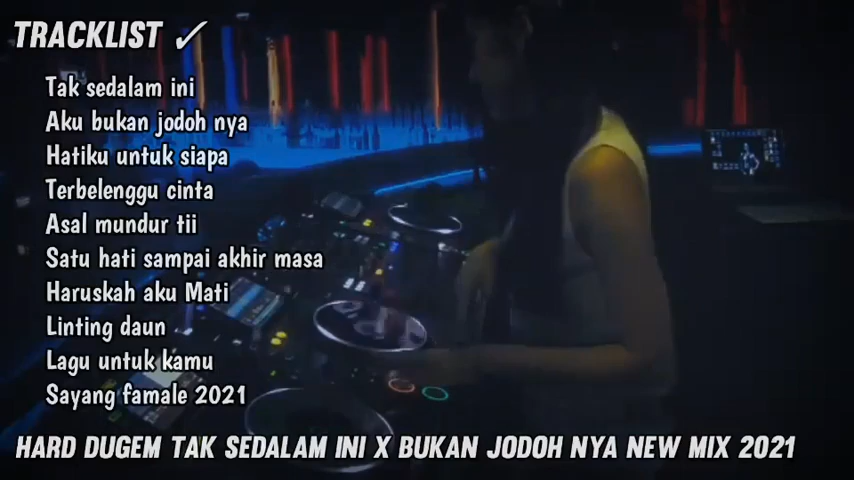 TRACKLIST ✓
Tak sedalam ini
Aku bukan jodoh nya
Hatiku untuk siapa
Terbelenggu cinta
Asal mundur tii
Satu hati sampai akhir masa
Haruskah aku Mati
Linting daun
Lagu untuk kamu
Sayang famale 2021
HARD DUGEM TAK SEDALAM INI X BUKAN JODOH NYA NEW MIX 2021